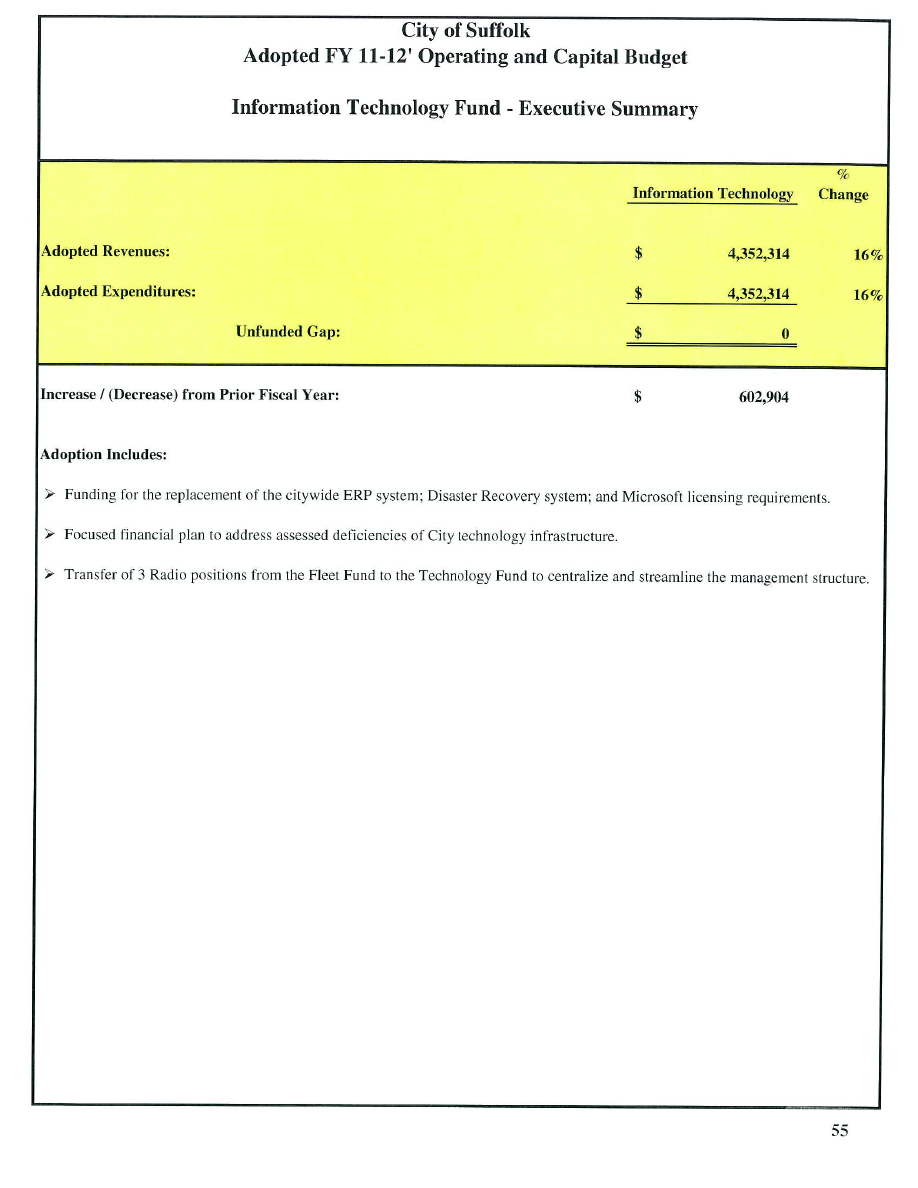 City of Suffolk
Adopted FY 11-12' Operating and Capital Budget
Information Technology Fund - Executive Summary
%
Information Technology Change
Adopted Revenues: $ 4,352,314 16%
Adopted Expenditures: $ 4,352,314 16%
Unfunded Gap: $ 0
Increase / (Decrease) from Prior Fiscal Year: $ 602,904
Adoption Includes:
➢ Funding for the replacement of the citywide ERP system; Disaster Recovery system; and Microsoft licensing requirements.
➢ Focused financial plan to address assessed deficiencies of City technology infrastructure.
➢ Transfer of 3 Radio positions from the Fleet Fund to the Technology Fund to centralize and streamline the management structure.
55